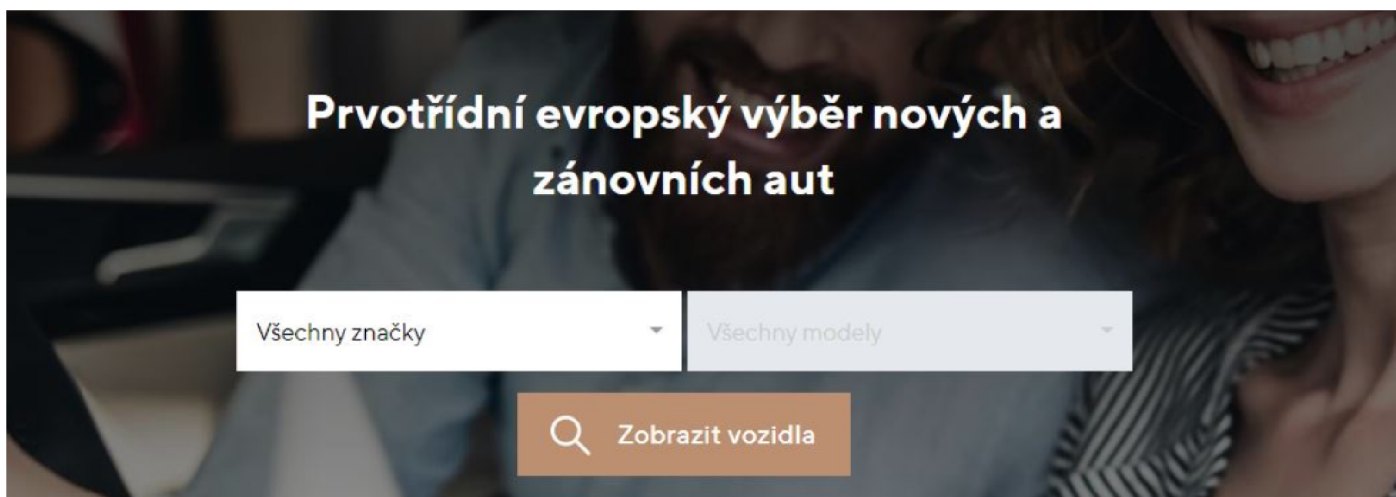 Prvotřídní evropský výběr nových a
zánovních aut
Všechny značky
Všechny modely
Zobrazit vozidla